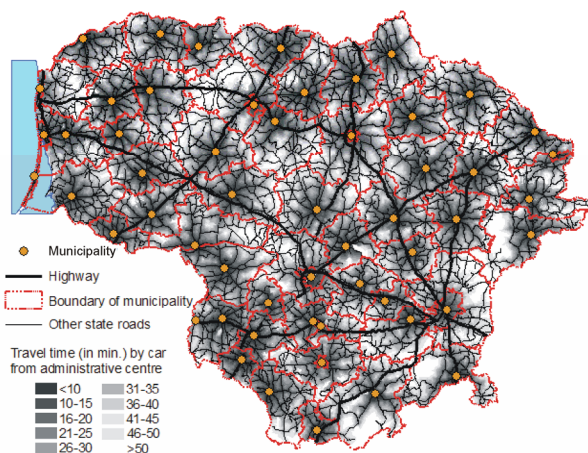 Municipality
Highway
Boundary of municipality
Other state roads
Travel time (in min.) by car
from administrative centre
<10
10-15
16-20
21-25
26-30
31-35
36-40
41-45
46-50
>50